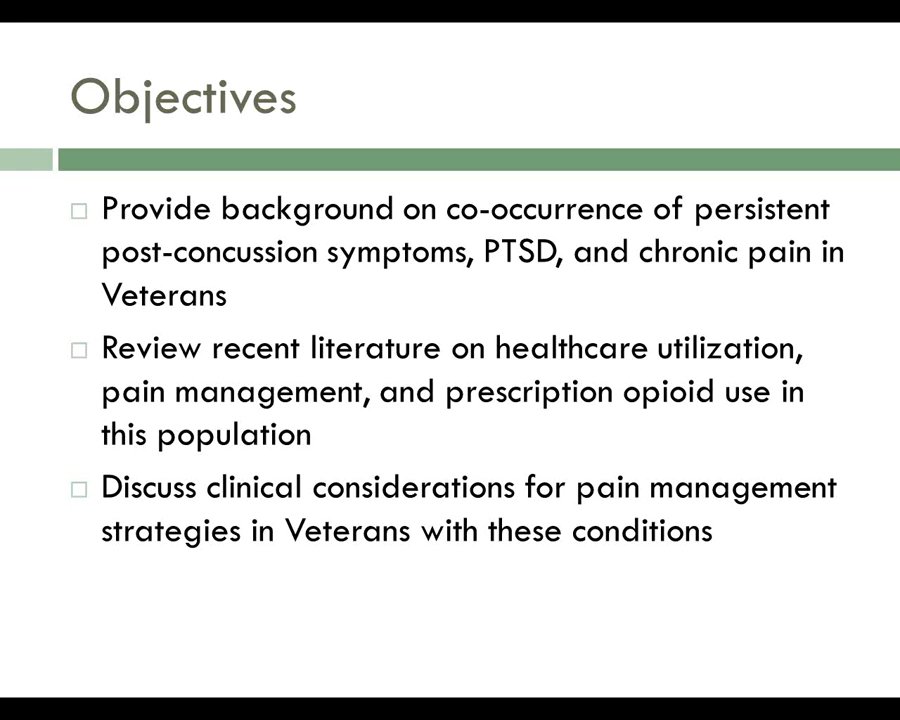 Objectives
Provide background on co-occurrence of persistent
post-concussion symptoms, PTSD, and chronic pain in
Veterans
Review recent literature on healthcare utilization,
pain management, and prescription opioid use in
this population
Discuss clinical considerations for pain management
strategies in Veterans with these conditions